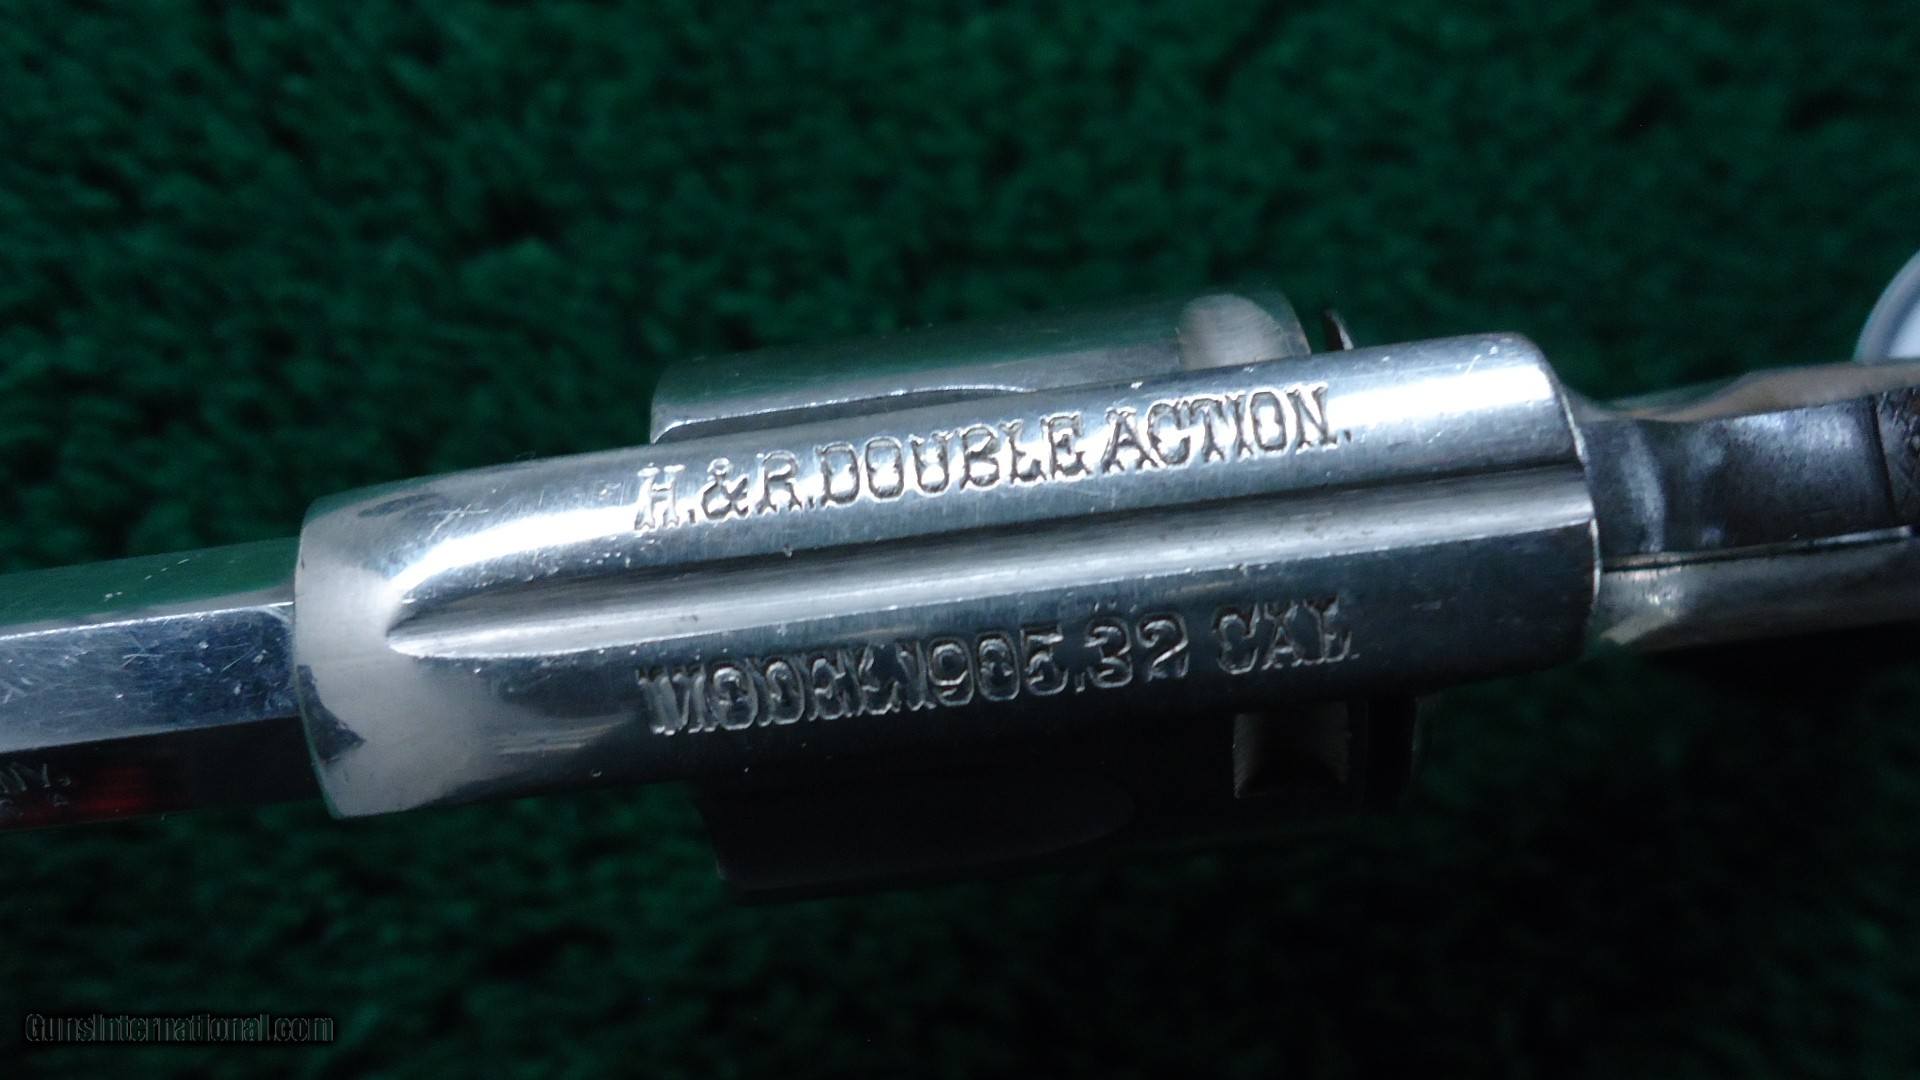 H.&R.DOUBLE ACTION.
MODEL.1905.32 CAL
GunsInternational.com